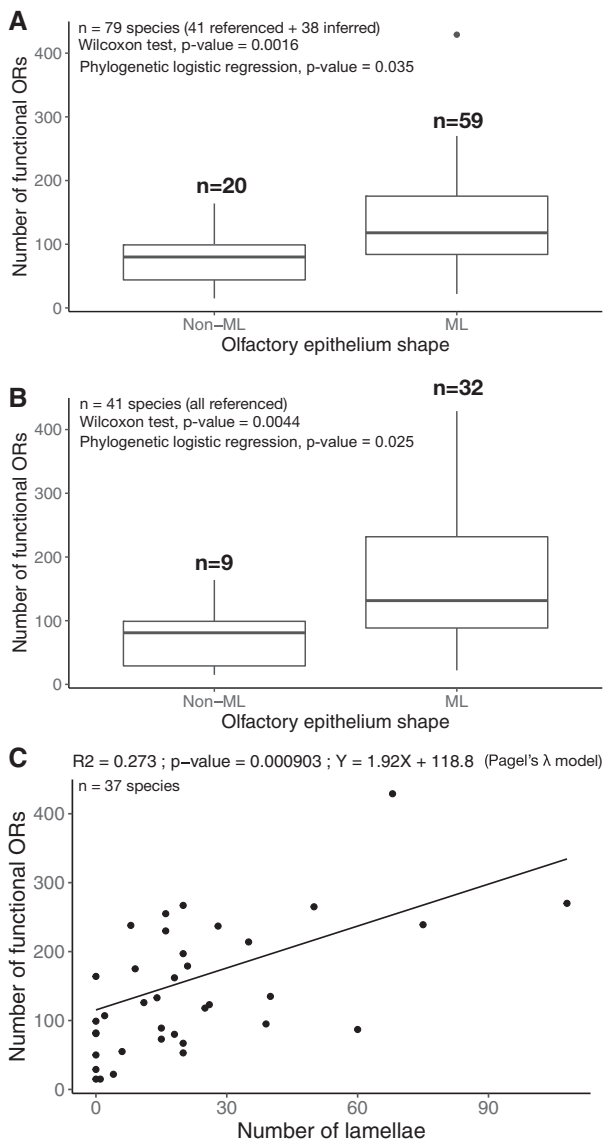 A
n = 79 species (41 referenced + 38 inferred)
Wilcoxon test, p-value = 0.0016
Phylogenetic logistic regression, p-value = 0.035
Number of functional ORs
400
300
200
100
0
n=20
n=59
Non−ML
ML
Olfactory epithelium shape
B
n = 41 species (all referenced)
Wilcoxon test, p-value = 0.0044
Phylogenetic logistic regression, p-value = 0.025
Number of functional ORs
400
300
200
100
0
n=9
n=32
Non−ML
ML
Olfactory epithelium shape
C
R2 = 0.273 ; p−value = 0.000903 ; Y = 1.92X + 118.8 (Pagel's λ model)
n = 37 species
Number of functional ORs
400
300
200
100
0
0 30 60 90
Number of lamellae